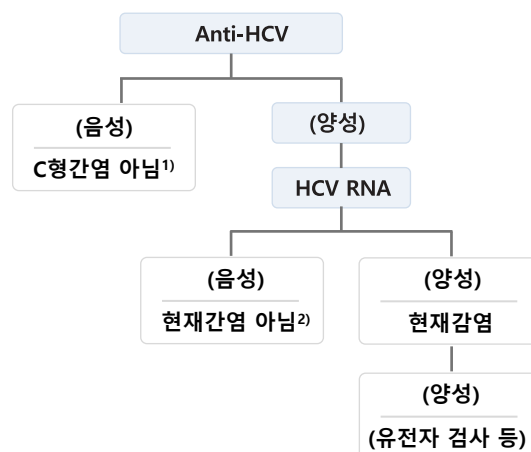 Anti-HCV
(음성)
C형간염 아님1)
(양성)
HCV RNA
(음성)
현재간염 아님2)
(양성)
현재감염
(양성)
(유전자 검사 등)